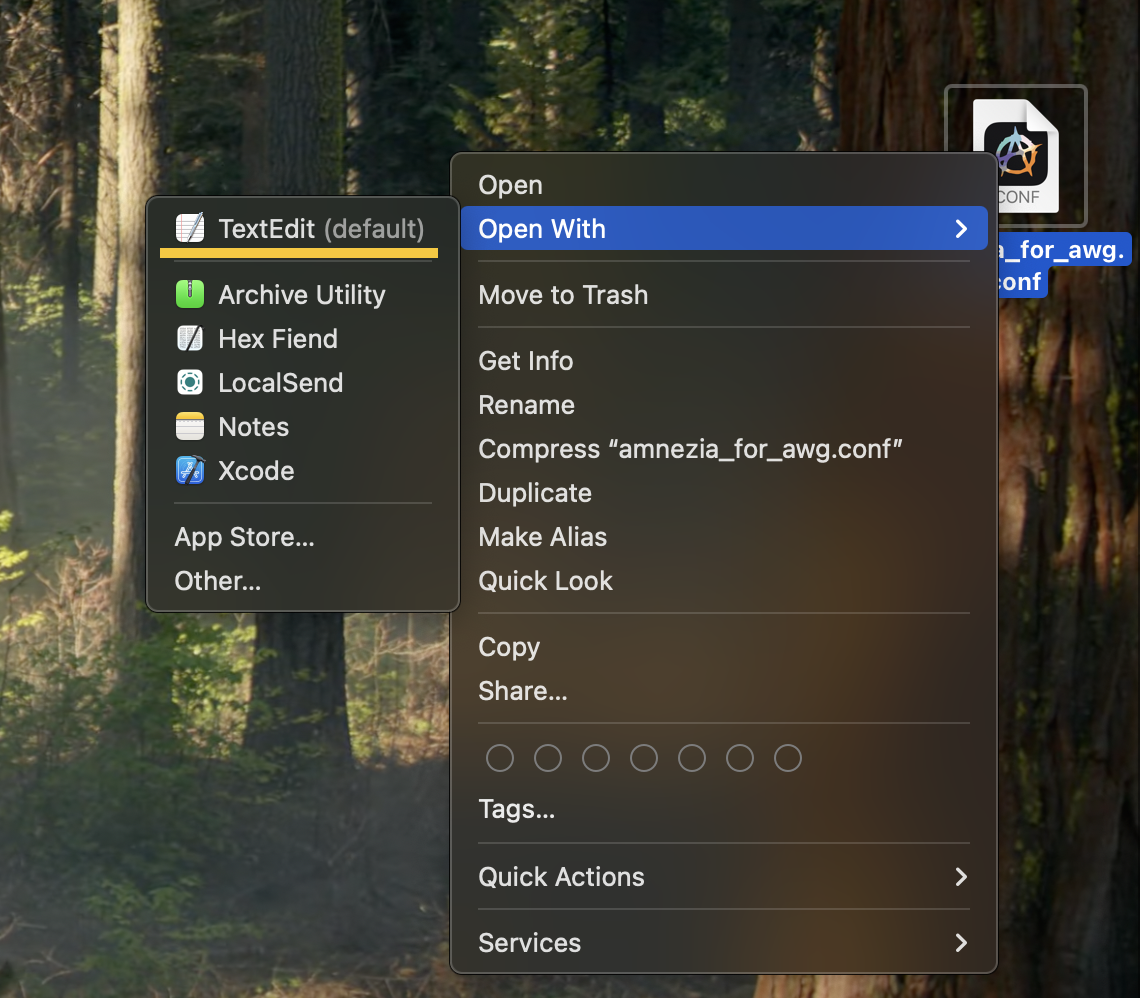 CONF
a_for_awg.
conf
Open
Open With
Move to Trash
Get Info
Rename
Compress “amnezia_for_awg.conf”
Duplicate
Make Alias
Quick Look
Copy
Share...
Tags...
Quick Actions
Services
TextEdit (default)
Archive Utility
Hex Fiend
LocalSend
Notes
Xcode
App Store...
Other...